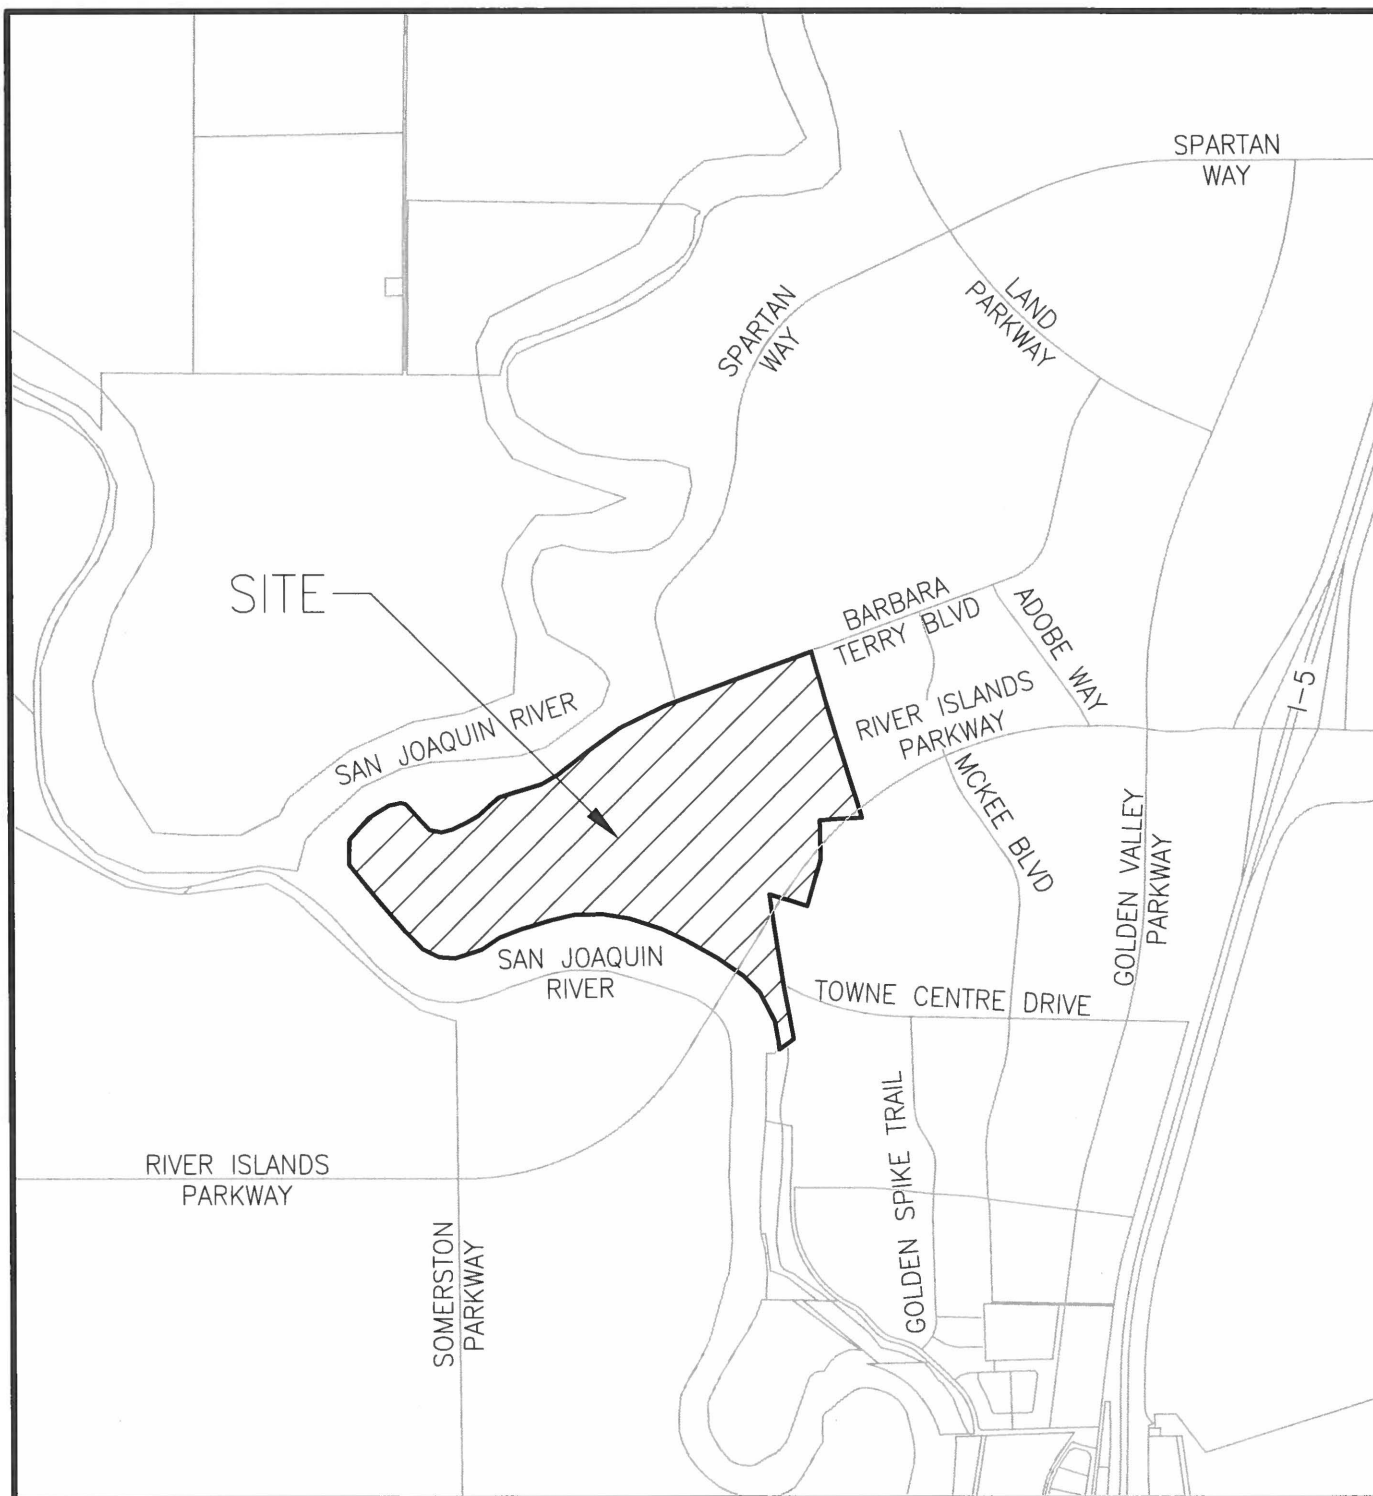 SPARTAN
WAY
LAND
PARKWAY
SPARTAN
WAY
SITE
BARBARA
TERRY BLVD
ADOBE WAY
RIVER ISLANDS
PARKWAY
I-5
SAN JOAQUIN RIVER
MCKEE BLVD
GOLDEN VALLEY
PARKWAY
SAN JOAQUIN
RIVER
TOWNE CENTRE DRIVE
GOLDEN SPIKE TRAIL
RIVER ISLANDS
PARKWAY
SOMERSTON
PARKWAY